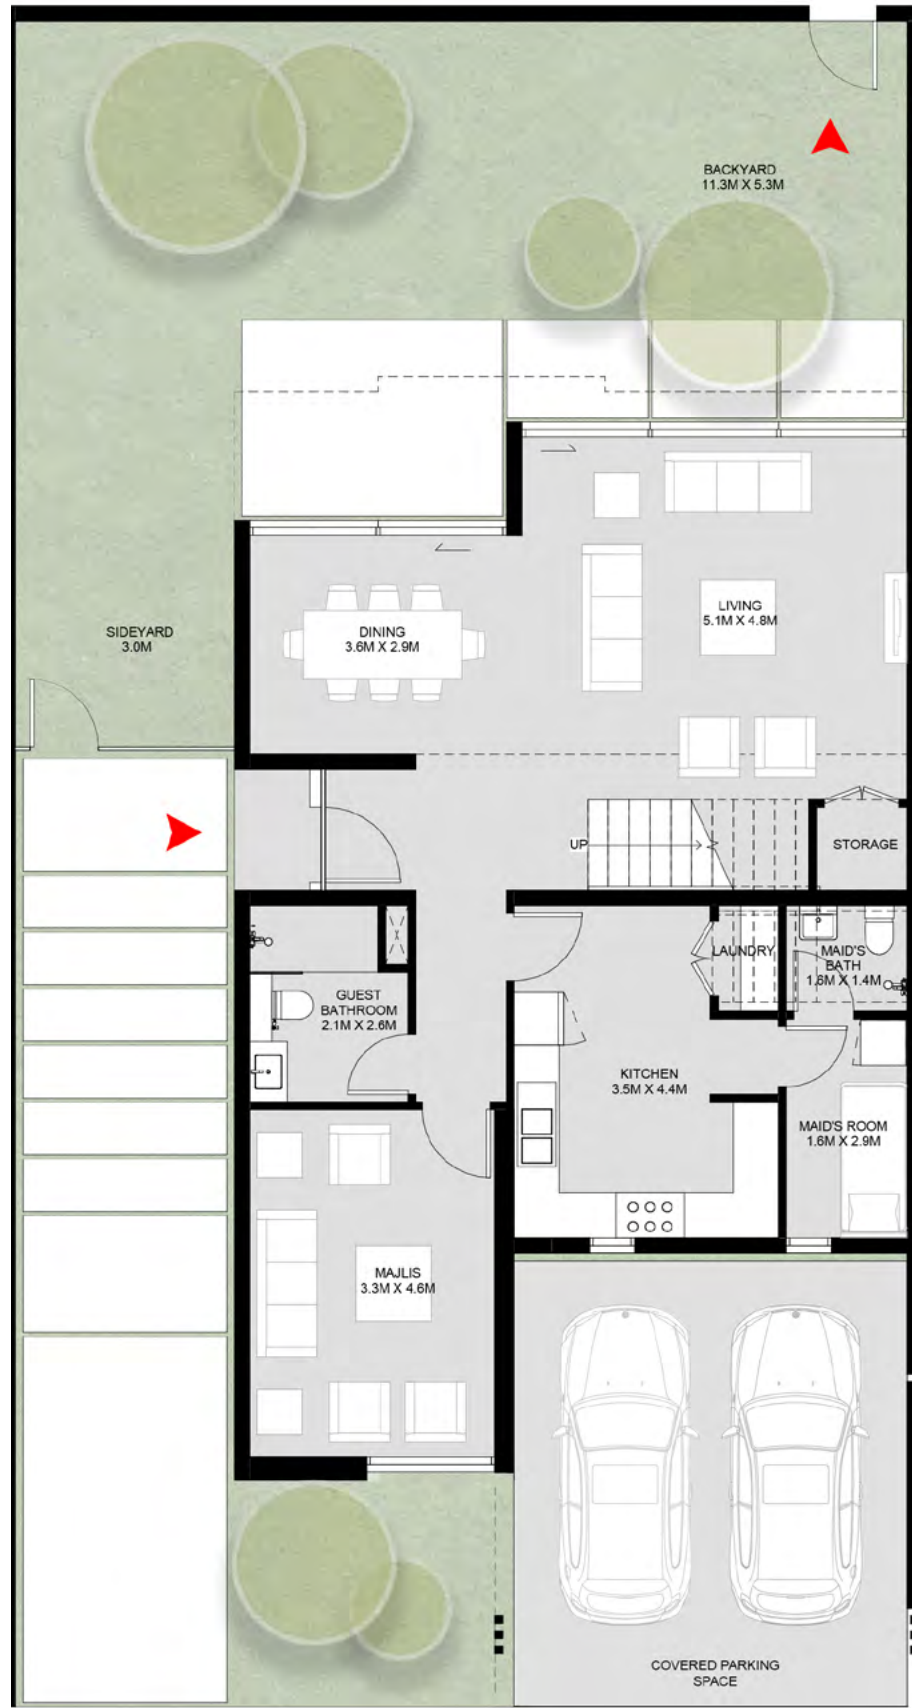 BACKYARD
11.3M X 5.3M
SIDEYARD
3.0M
DINING
3.6M X 2.9M
LIVING
5.1M X 4.8M
UP
STORAGE
LAUNDRY
MAID'S
BATH
1.6M X 1.4M
GUEST
BATHROOM
2.1M X 2.6M
KITCHEN
3.5M X 4.4M
MAID'S ROOM
1.6M X 2.9M
MAJLIS
3.3M X 4.6M
COVERED PARKING
SPACE